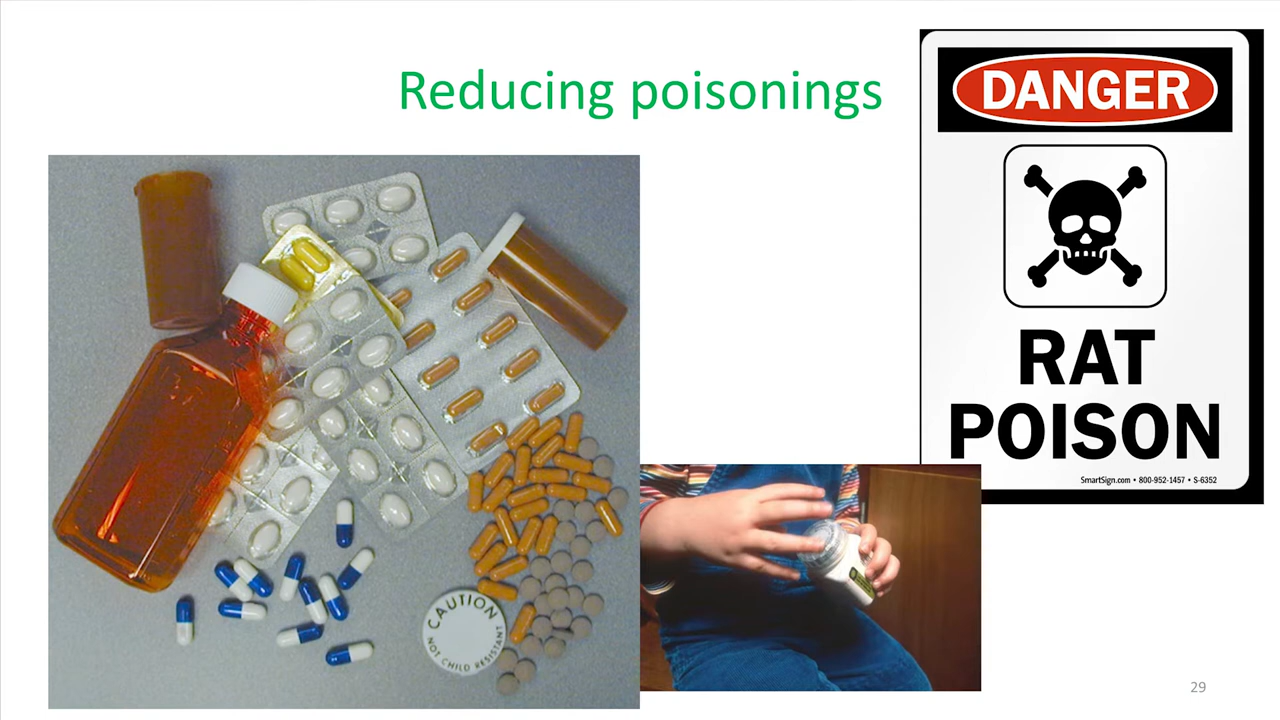 Reducing poisonings
DANGER
RAT
POISON
SmartSign.com • 800-952-1457 • S-6352
CAUTION
NOT CHILD RESISTANT
29